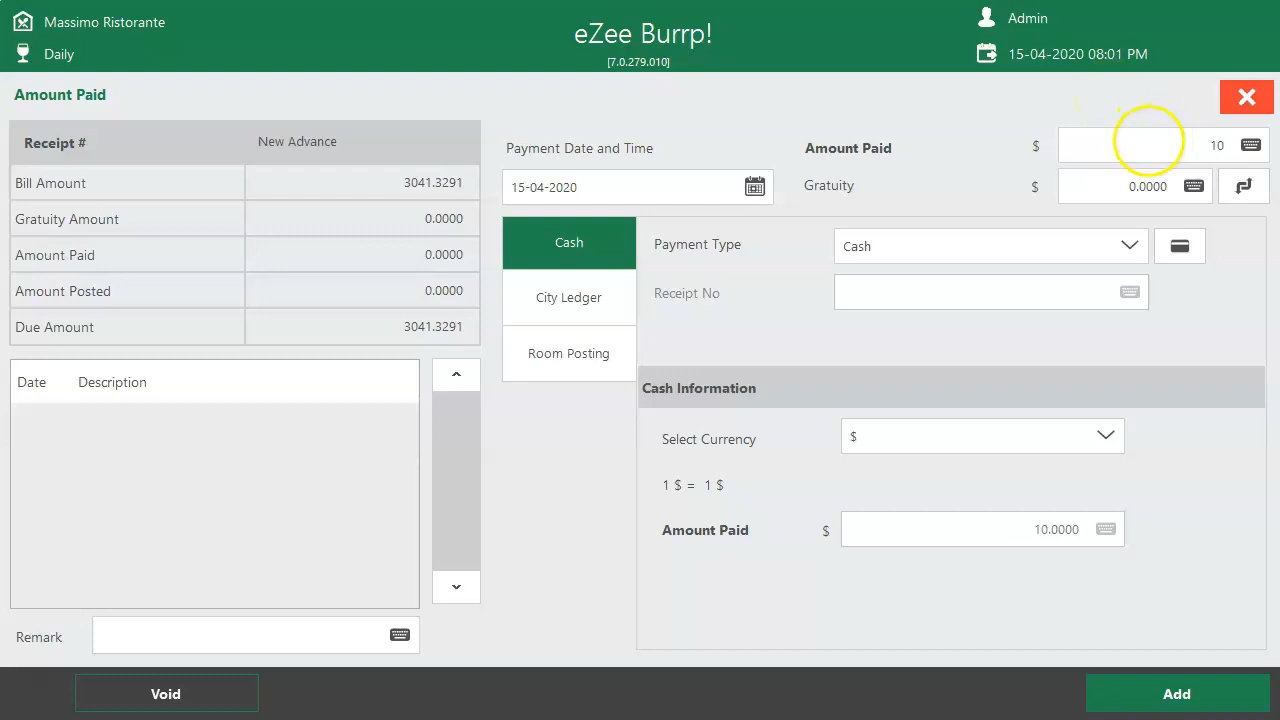 Massimo Ristorante
Daily
eZee Burrp!
[7.0.279.010]
Admin
15-04-2020 08:01 PM
Amount Paid
Receipt # New Advance
Bill Amount 3041.3291
Gratuity Amount 0.0000
Amount Paid 0.0000
Amount Posted 0.0000
Due Amount 3041.3291
Date Description
Remark
Payment Date and Time
15-04-2020
Amount Paid $ 10
Gratuity $ 0.0000
Cash
City Ledger
Room Posting
Payment Type Cash
Receipt No
Cash Information
Select Currency $
1 $ = 1 $
Amount Paid $ 10.0000
Void
Add